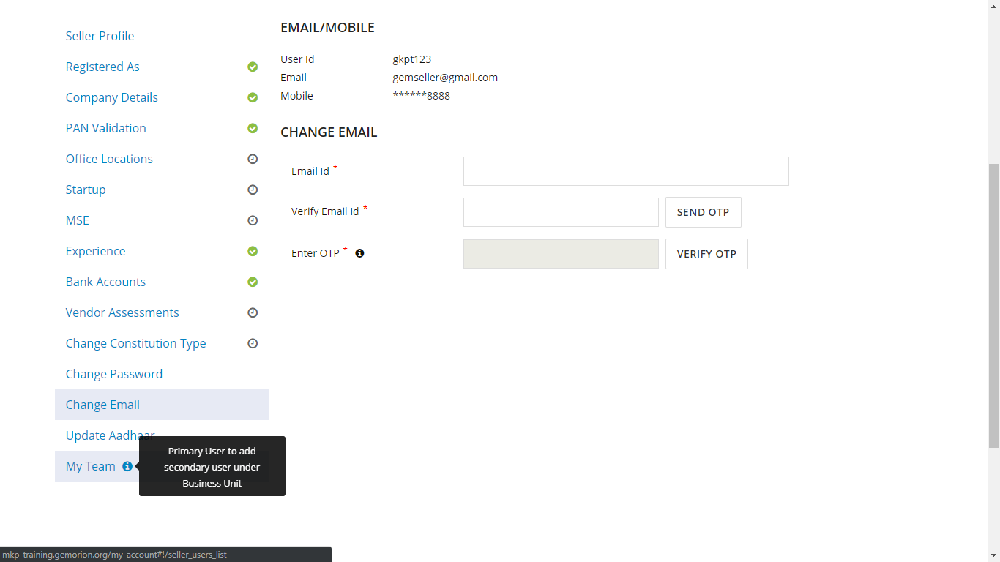 Seller Profile
Registered As
Company Details
PAN Validation
Office Locations
Startup
MSE
Experience
Bank Accounts
Vendor Assessments
Change Constitution Type
Change Password
Change Email
Update Aadhaar
My Team
Primary User to add
secondary user under
Business Unit
EMAIL/MOBILE
User Id gkpt123
Email gemseller@gmail.com
Mobile ******8888
CHANGE EMAIL
Email Id *
Verify Email Id * SEND OTP
Enter OTP * VERIFY OTP
mkp-training.gemorion.org/my-account#!/seller_users_list